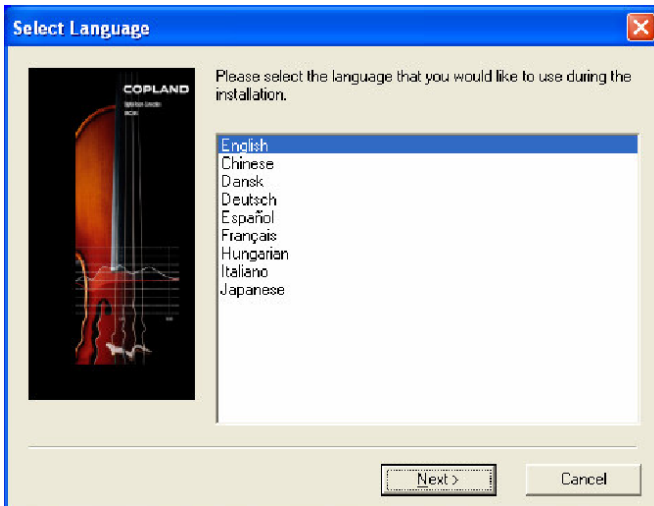 Select Language
COPLAND
Please select the language that you would like to use during the
installation.
English
Chinese
Dansk
Deutsch
Español
Français
Hungarian
Italiano
Japanese
Next >
Cancel